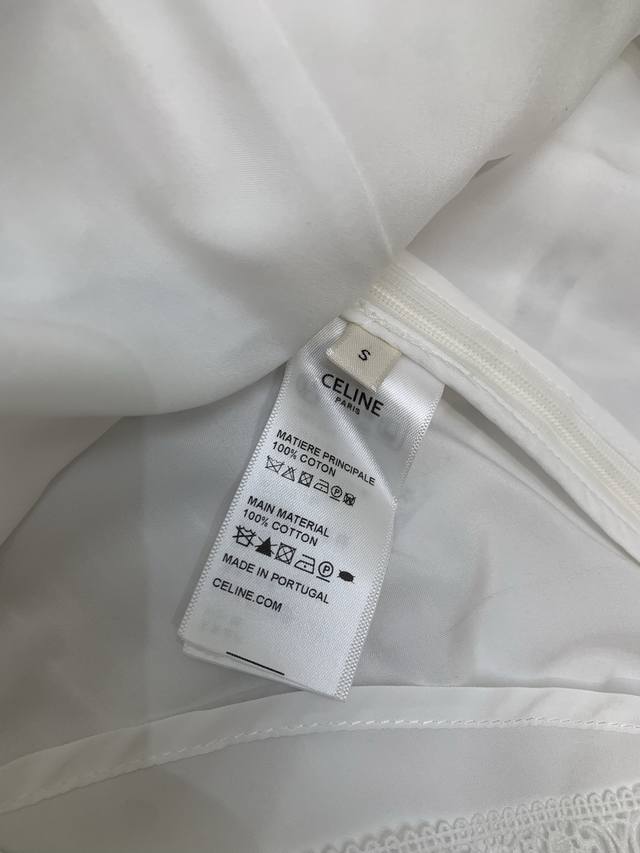 S
CELINE
PARIS
MATIERE PRINCIPALE
100% COTON
MAIN MATERIAL
100% COTTON
MADE IN PORTUGAL
CELINE.COM